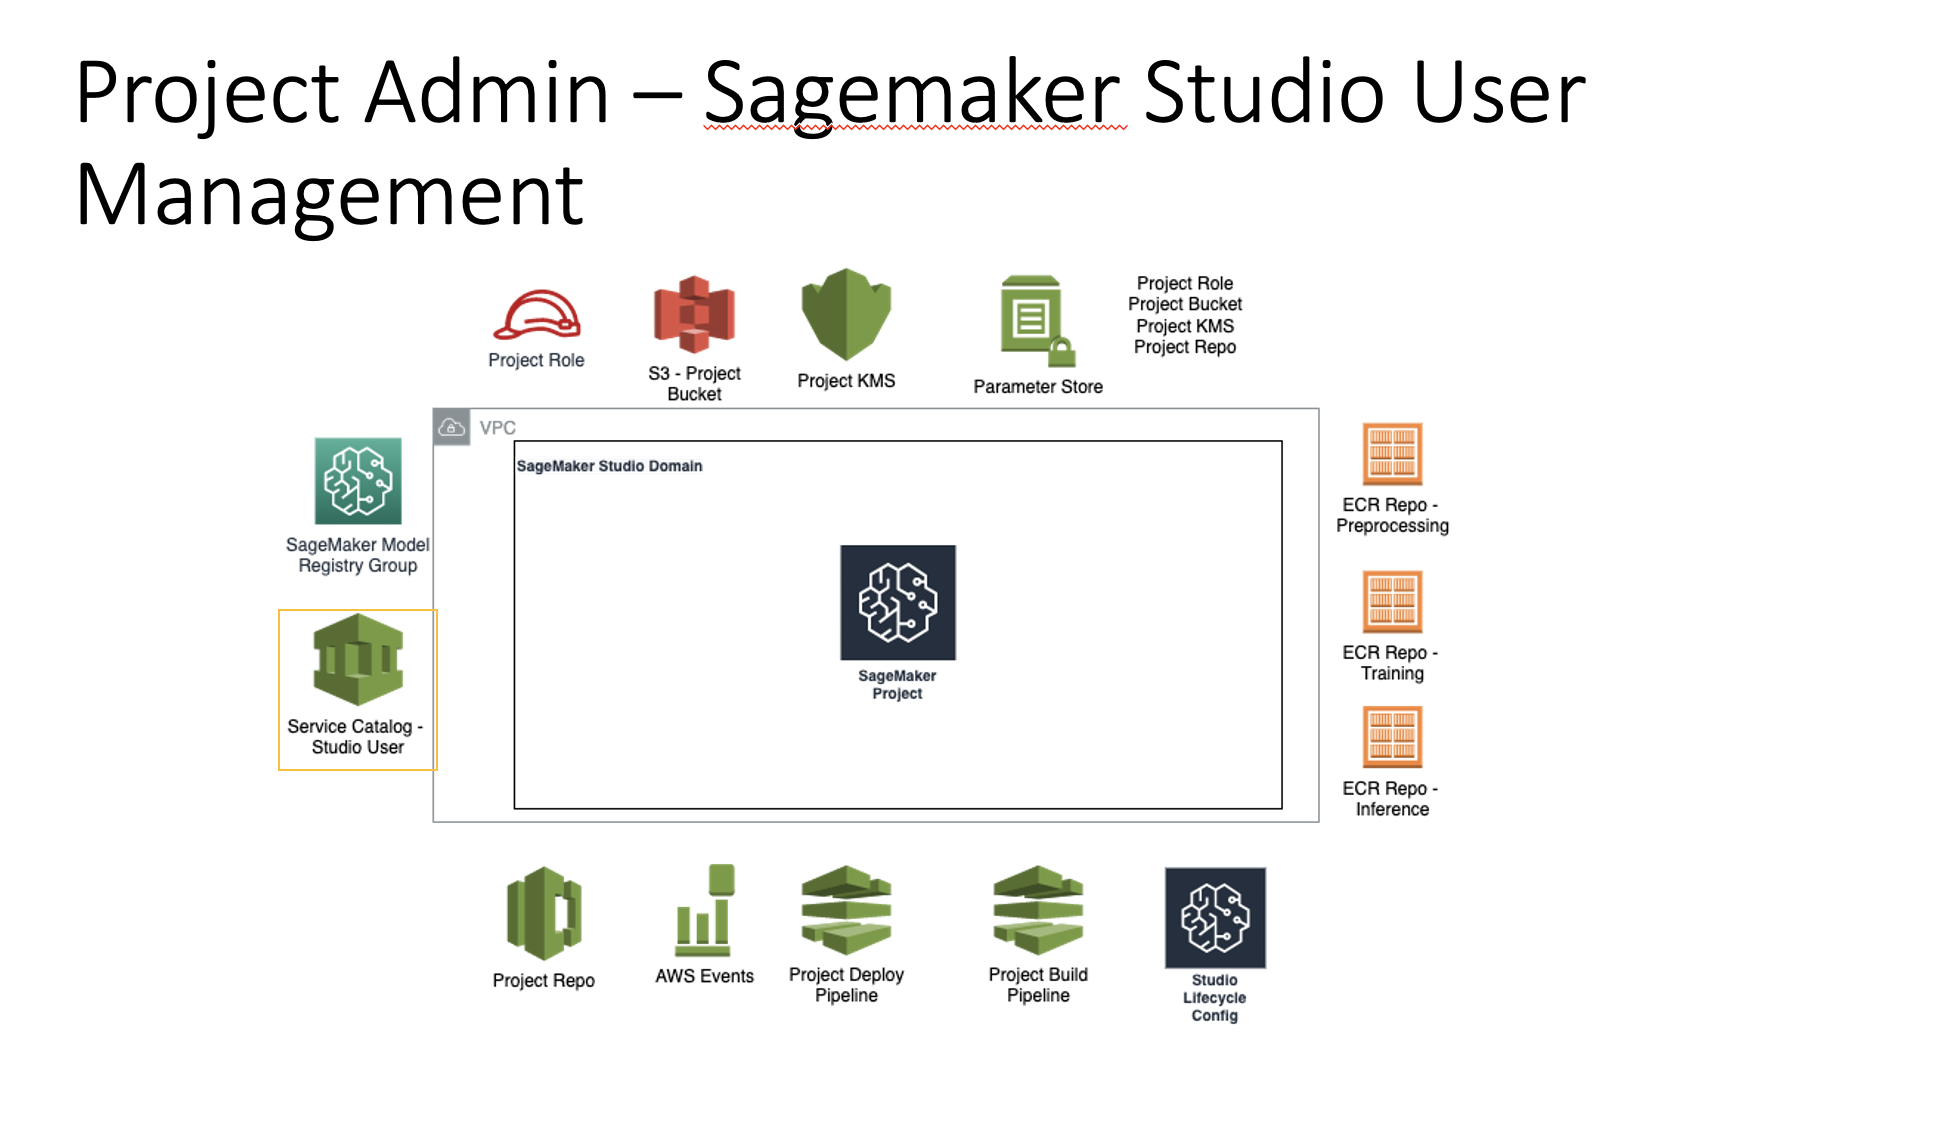 Project Admin – Sagemaker Studio User
Management
Project Role
S3 - Project
Bucket
Project KMS
Parameter Store
Project Role
Project Bucket
Project KMS
Project Repo
VPC
SageMaker Studio Domain
SageMaker Model
Registry Group
SageMaker
Project
Service Catalog -
Studio User
ECR Repo -
Preprocessing
ECR Repo -
Training
ECR Repo -
Inference
Project Repo
AWS Events
Project Deploy
Pipeline
Project Build
Pipeline
Studio
Lifecycle
Config